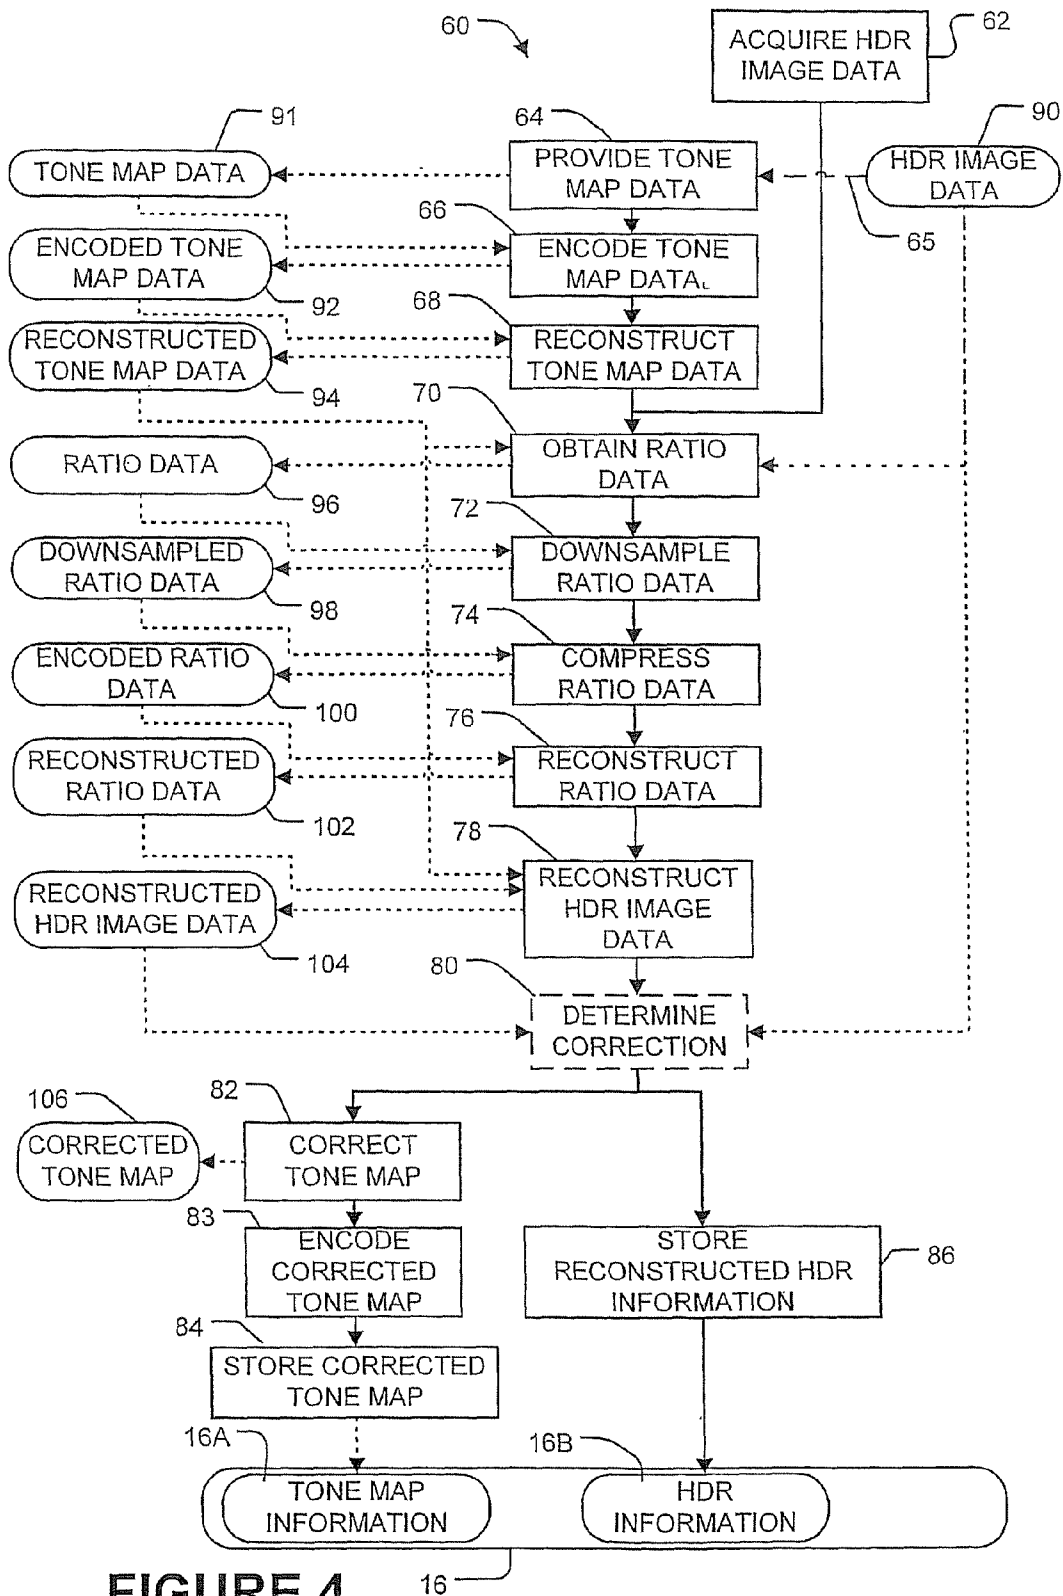 60
ACQUIRE HDR
IMAGE DATA
62
91
64
90
TONE MAP DATA
PROVIDE TONE
MAP DATA
HDR IMAGE
DATA
66
65
ENCODED TONE
MAP DATA
ENCODE TONE
MAP DATA
92
68
RECONSTRUCTED
TONE MAP DATA
RECONSTRUCT
TONE MAP DATA
94
70
RATIO DATA
OBTAIN RATIO
DATA
96
72
DOWNSAMPLED
RATIO DATA
DOWNSAMPLE
RATIO DATA
98
74
ENCODED RATIO
DATA
COMPRESS
RATIO DATA
100
76
RECONSTRUCTED
RATIO DATA
RECONSTRUCT
RATIO DATA
102
78
RECONSTRUCTED
HDR IMAGE DATA
RECONSTRUCT
HDR IMAGE
DATA
104
80
DETERMINE
CORRECTION
106
82
CORRECTED
TONE MAP
CORRECT
TONE MAP
83
ENCODE
CORRECTED
TONE MAP
STORE
RECONSTRUCTED HDR
INFORMATION
86
84
STORE CORRECTED
TONE MAP
16A
16B
TONE MAP
INFORMATION
HDR
INFORMATION
16
FIGURE 4